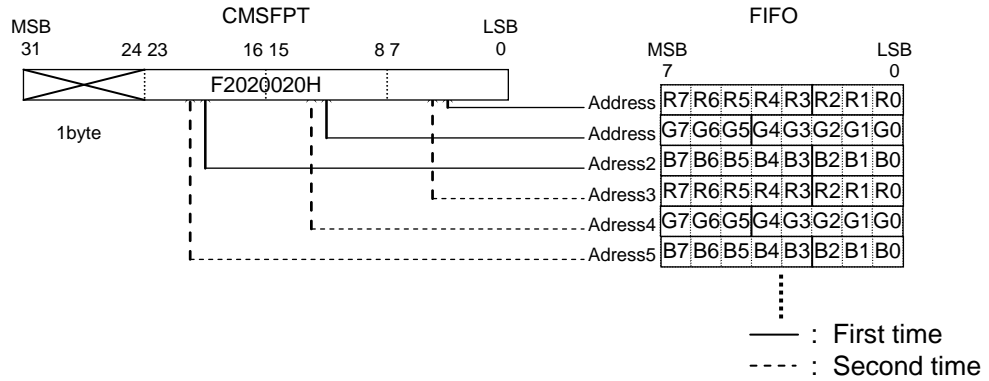 CMSFPT
FIFO
MSB LSB
31 24 23 16 15 8 7 0
MSB LSB
7 0
F2020020H
1byte
Address R7 R6 R5 R4 R3 R2 R1 R0
Address G7 G6 G5 G4 G3 G2 G1 G0
Adress2 B7 B6 B5 B4 B3 B2 B1 B0
Adress3 R7 R6 R5 R4 R3 R2 R1 R0
Adress4 G7 G6 G5 G4 G3 G2 G1 G0
Adress5 B7 B6 B5 B4 B3 B2 B1 B0
: First time
: Second time